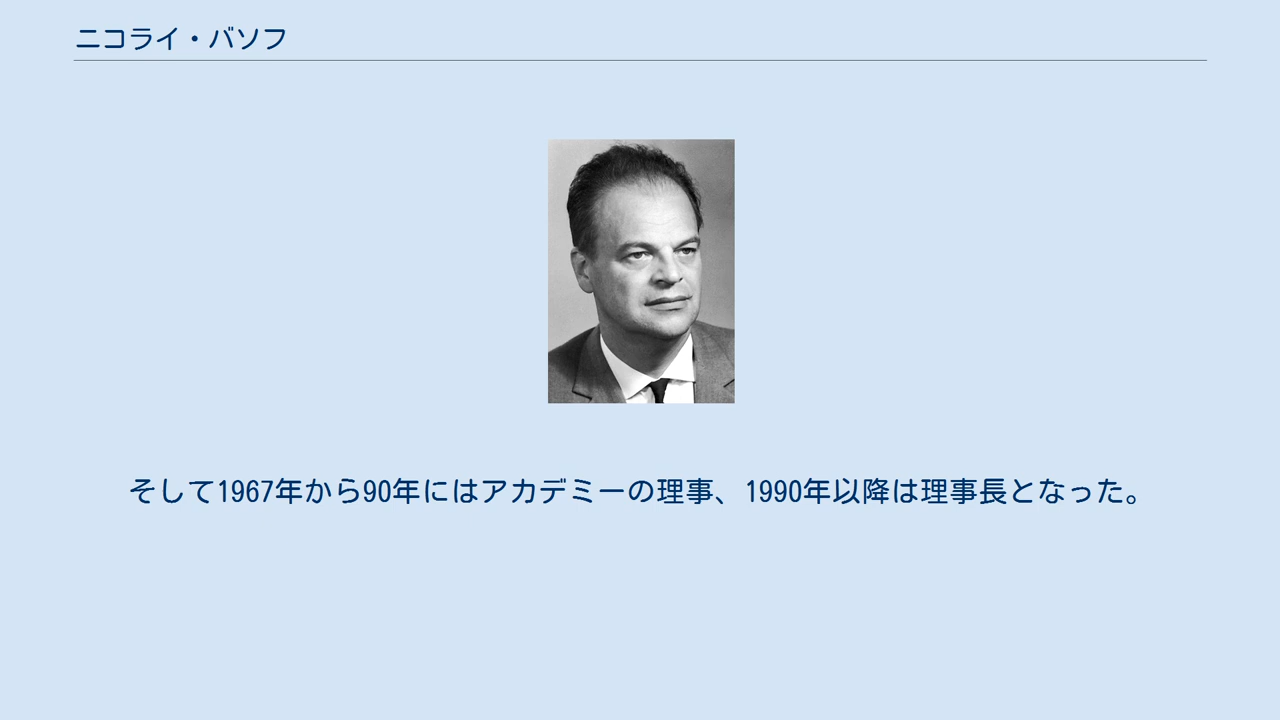 ニコライ・バソフ
そして1967年から90年にはアカデミーの理事、1990年以降は理事長となった。